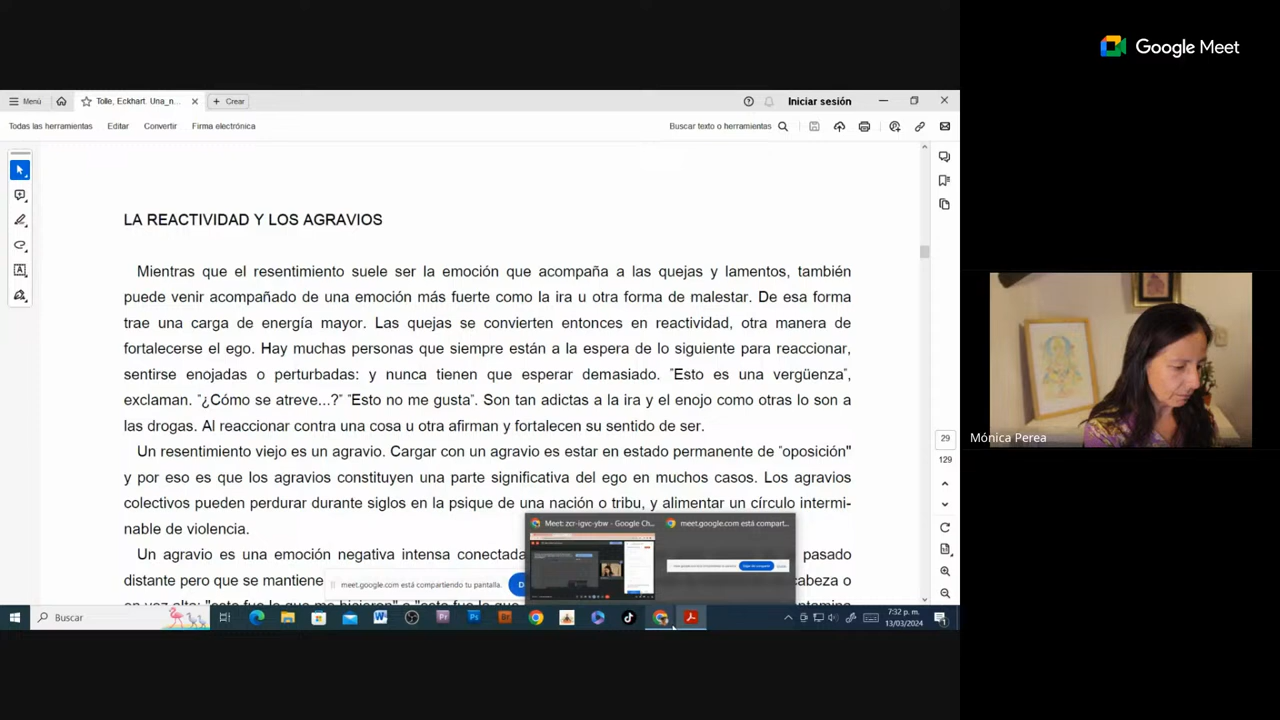 Google Meet
Menú
Tolle, Eckhart. Una_n...
Crear
Iniciar sesión
Todas las herramientas
Editar
Convertir
Firma electrónica
Buscar texto o herramientas
LA REACTIVIDAD Y LOS AGRAVIOS
Mientras que el resentimiento suele ser la emoción que acompaña a las quejas y lamentos, también
puede venir acompañado de una emoción más fuerte como la ira u otra forma de malestar. De esa forma
trae una carga de energía mayor. Las quejas se convierten entonces en reactividad, otra manera de
fortalecerse el ego. Hay muchas personas que siempre están a la espera de lo siguiente para reaccionar,
sentirse enojadas o perturbadas: y nunca tienen que esperar demasiado. "Esto es una vergüenza",
exclaman. "¿Cómo se atreve...?" "Esto no me gusta". Son tan adictas a la ira y el enojo como otras lo son a
las drogas. Al reaccionar contra una cosa u otra afirman y fortalecen su sentido de ser.
Un resentimiento viejo es un agravio. Cargar con un agravio es estar en estado permanente de "oposición"
y por eso es que los agravios constituyen una parte significativa del ego en muchos casos. Los agravios
colectivos pueden perdurar durante siglos en la psique de una nación o tribu, y alimentar un círculo intermi-
nable de violencia.
Un agravio es una emoción negativa intensa conectada pasado
distante pero que se mantiene cabeza o
29
129
Mónica Perea
Meet: zcr-igvc-ybw - Google Ch...
meet.google.com está compart...
meet.google.com está compartiendo tu pantalla.
Buscar
7:32 p. m.
13/03/2024